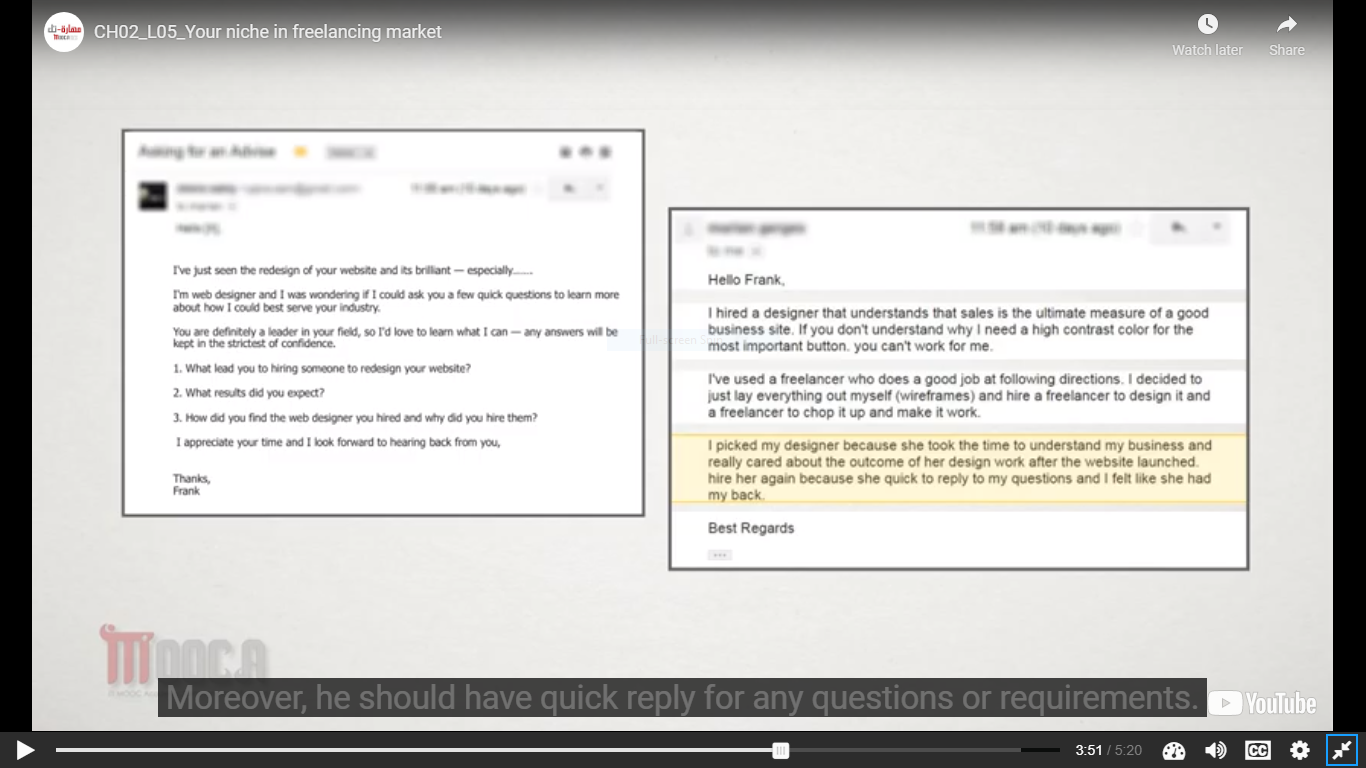 مهارة-تك
CH02_L05_Your niche in freelancing market
Watch later
Share
Asking for an Advise
11:56 am (10 days ago)
to me
I've just seen the redesign of your website and its brilliant — especially......
I'm web designer and I was wondering if I could ask you a few quick questions to learn more
about how I could best serve your industry.
You are definitely a leader in your field, so I'd love to learn what I can — any answers will be
kept in the strictest of confidence.
1. What lead you to hiring someone to redesign your website?
2. What results did you expect?
3. How did you find the web designer you hired and why did you hire them?
I appreciate your time and I look forward to hearing back from you,
Thanks,
Frank
Hello Frank,
I hired a designer that understands that sales is the ultimate measure of a good
business site. If you don't understand why I need a high contrast color for the
most important button. you can't work for me.
I've used a freelancer who does a good job at following directions. I decided to
just lay everything out myself (wireframes) and hire a freelancer to design it and
a freelancer to chop it up and make it work.
I picked my designer because she took the time to understand my business and
really cared about the outcome of her design work after the website launched.
hire her again because she quick to reply to my questions and I felt like she had
my back.
Best Regards
MOOCA
Moreover, he should have quick reply for any questions or requirements.
YouTube
3:51 / 5:20
CC